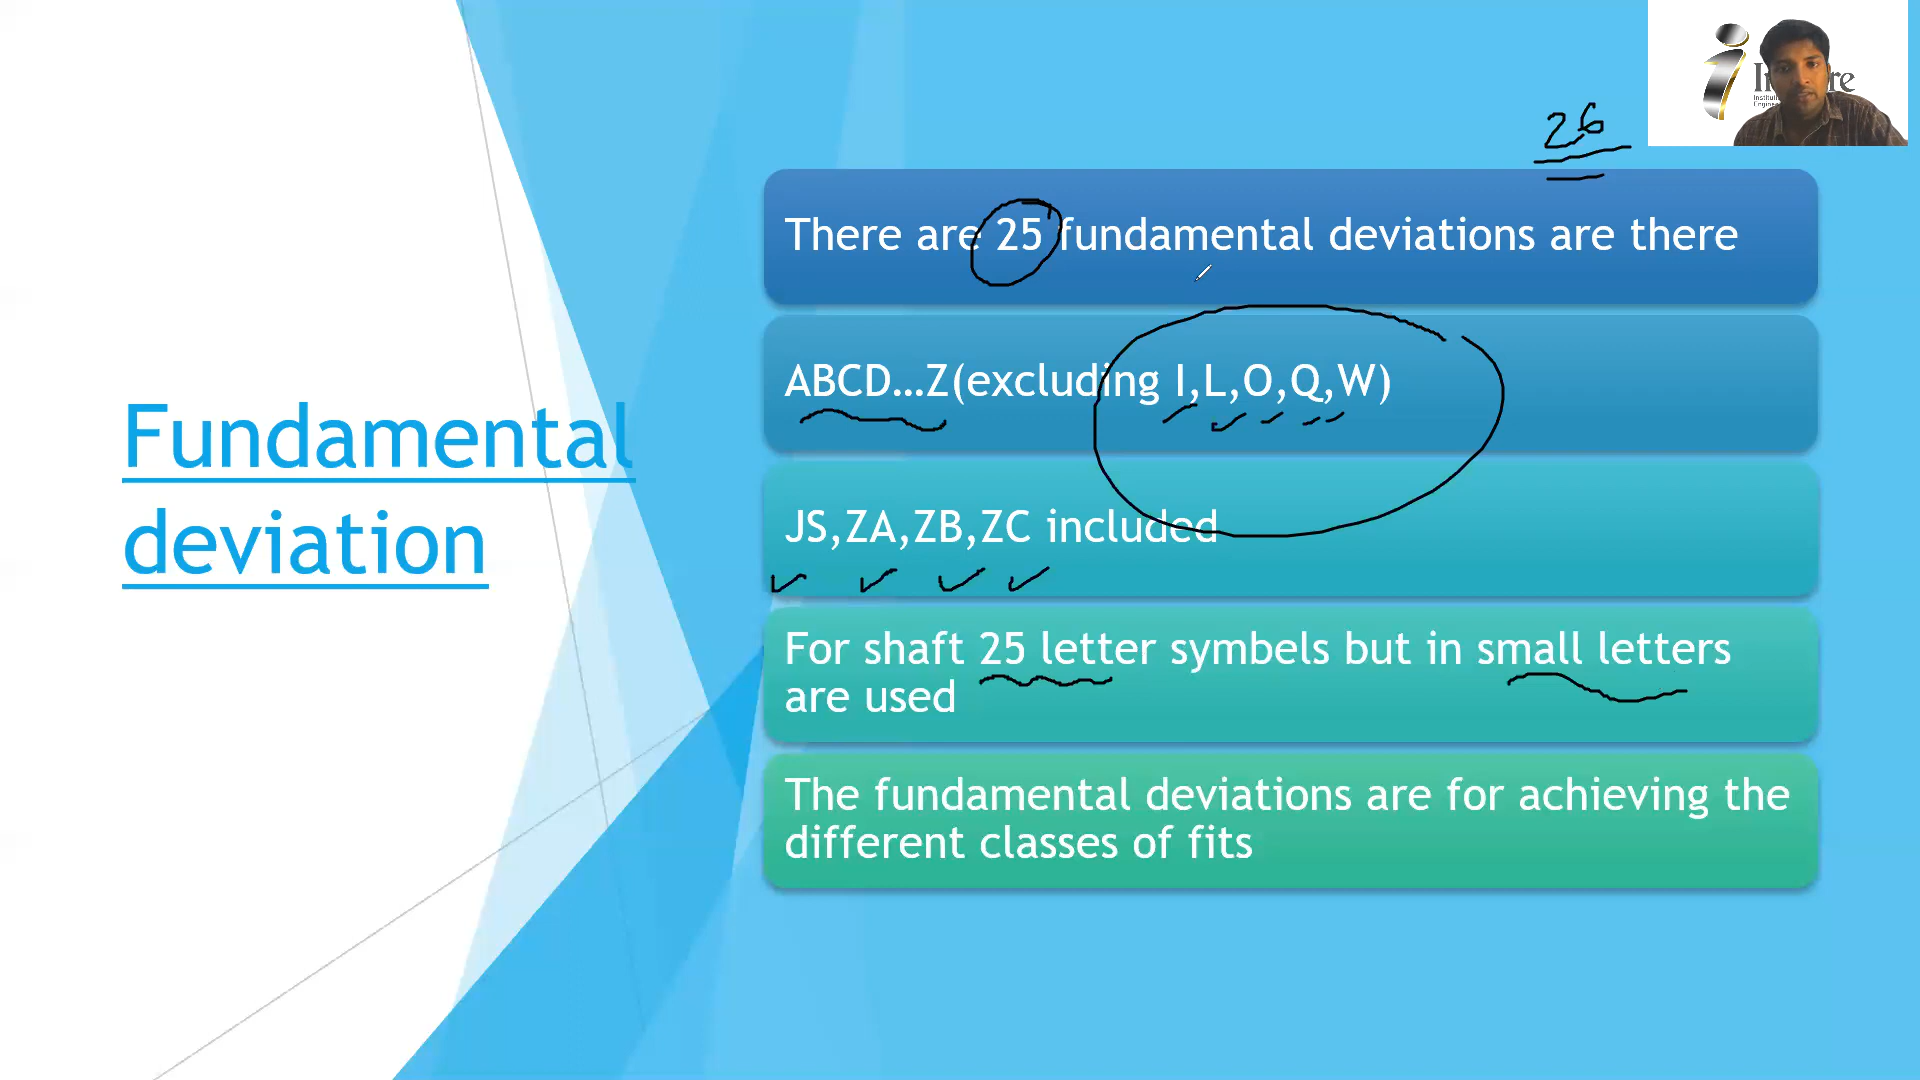 26
There are 25 fundamental deviations are there
ABCD...Z(excluding I,L,O,Q,W)
JS,ZA,ZB,ZC included
Fundamental
deviation
For shaft 25 letter symbels but in small letters
are used
The fundamental deviations are for achieving the
different classes of fits